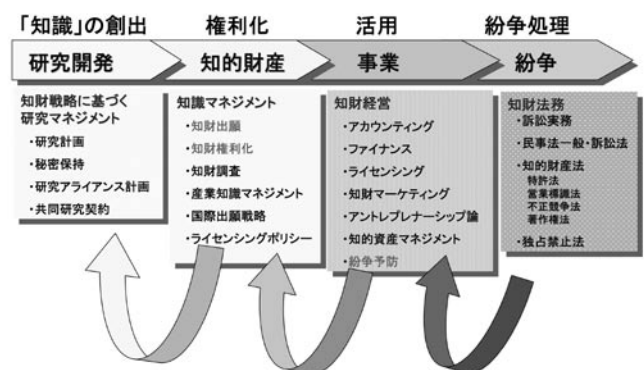 「知識」の創出
権利化
活用
紛争処理
研究開発
知的財産
事業
紛争
知財戦略に基づく
研究マネジメント
・研究計画
・秘密保持
・研究アライアンス計画
・共同研究契約
知識マネジメント
・知財出願
・知財権利化
・知財調査
・産業知識マネジメント
・国際出願戦略
・ライセンシングポリシー
知財経営
・アカウンティング
・ファイナンス
・ライセンシング
・知財マーケティング
・アントレプレナーシップ論
・知的資産マネジメント
・紛争予防
知財法務
・訴訟実務
・民事法一般・訴訟法
・知的財産法
特許法
営業標識法
不正競争法
著作権法
・独占禁止法